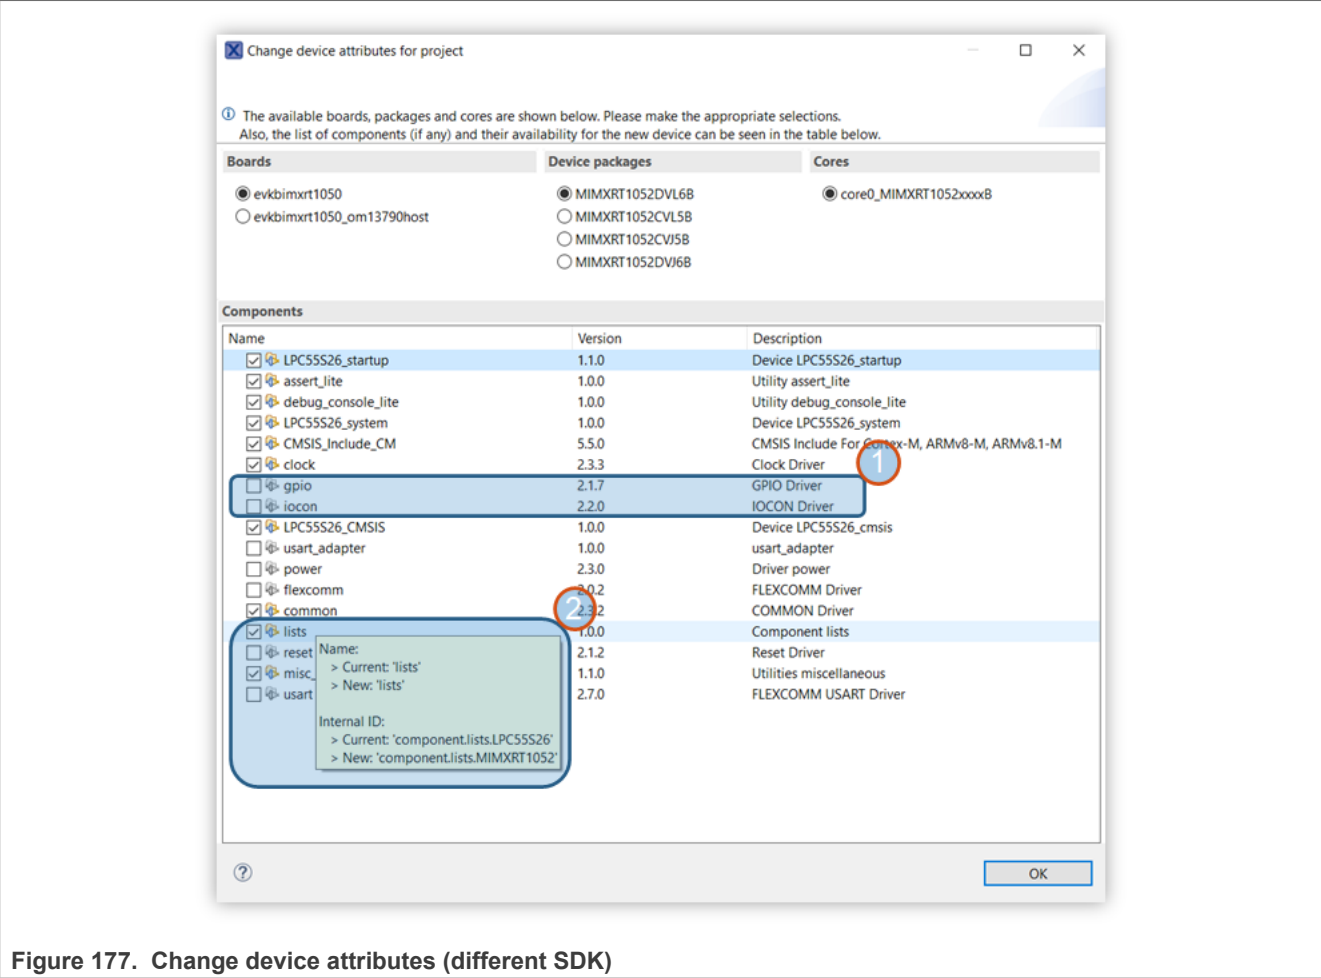 Change device attributes for project
The available boards, packages and cores are shown below. Please make the appropriate selections.
Also, the list of components (if any) and their availability for the new device can be seen in the table below.
Boards Device packages Cores
evkbimxrt1050 MIMXRT1052DVL6B core0_MIMXRT1052xxxxB
evkbimxrt1050_om13790host MIMXRT1052CVL5B
MIMXRT1052CVJ5B
MIMXRT1052DVJ6B
Components
Name Version Description
LPC55S26_startup 1.1.0 Device LPC55S26_startup
assert_lite 1.0.0 Utility assert_lite
debug_console_lite 1.0.0 Utility debug_console_lite
LPC55S26_system 1.0.0 Device LPC55S26_system
CMSIS_Include_CM 5.5.0 CMSIS Include For Cortex-M, ARMv8-M, ARMv8.1-M
1
clock 2.3.3 Clock Driver
gpio 2.1.7 GPIO Driver
iocon 2.2.0 IOCON Driver
LPC55S26_CMSIS 1.0.0 Device LPC55S26_cmsis
usart_adapter 1.0.0 usart_adapter
power 2.3.0 Driver power
flexcomm 2.0.2 FLEXCOMM Driver
2
common 2.3.2 COMMON Driver
lists 1.0.0 Component lists
reset 2.1.2 Reset Driver
misc_ 1.1.0 Utilities miscellaneous
usart 2.7.0 FLEXCOMM USART Driver
Name:
> Current: 'lists'
> New: 'lists'
Internal ID:
> Current: 'component.lists.LPC55S26'
> New: 'component.lists.MIMXRT1052'
OK
Figure 177. Change device attributes (different SDK)